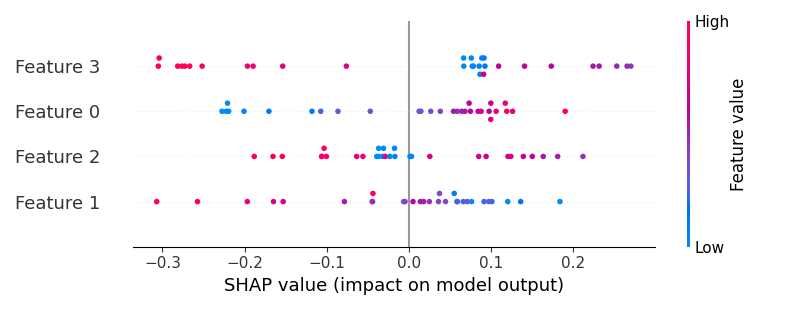 High
Feature 3
Feature 0
Feature 2
Feature 1
Feature value
Low
−0.3 −0.2 −0.1 0.0 0.1 0.2
SHAP value (impact on model output)